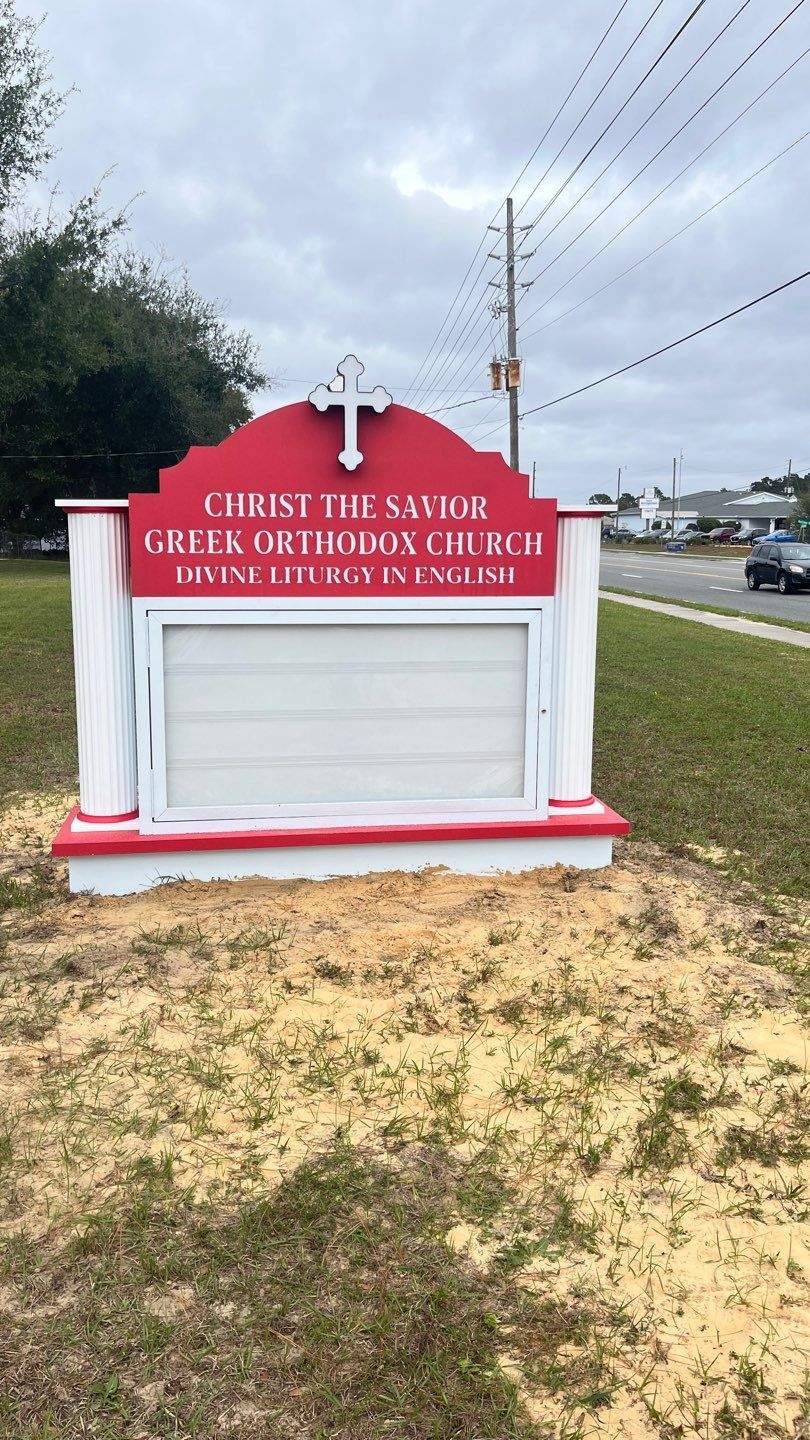 CHRIST THE SAVIOR
GREEK ORTHODOX CHURCH
DIVINE LITURGY IN ENGLISH